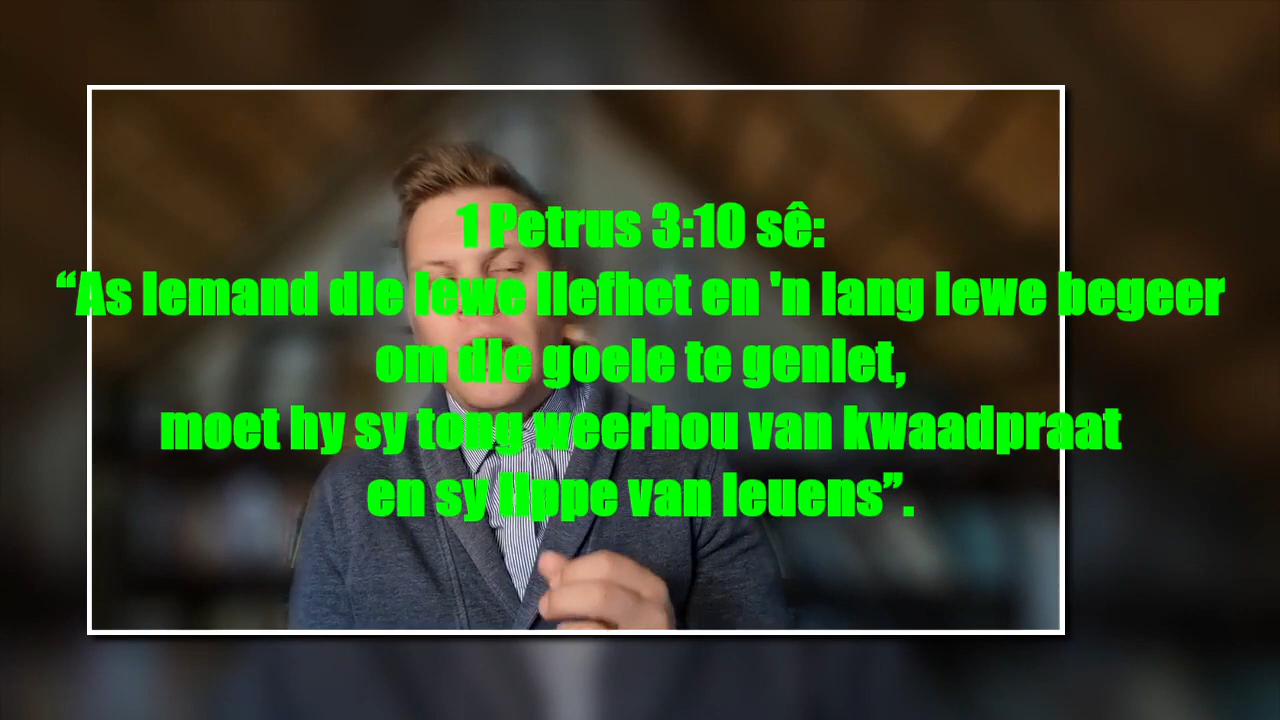 1 Petrus 3:10 sê:
“As iemand die lewe liefhet en 'n lang lewe begeer
om die goeie te geniet,
moet hy sy tong weerhou van kwaadpraat
en sy lippe van leuens”.